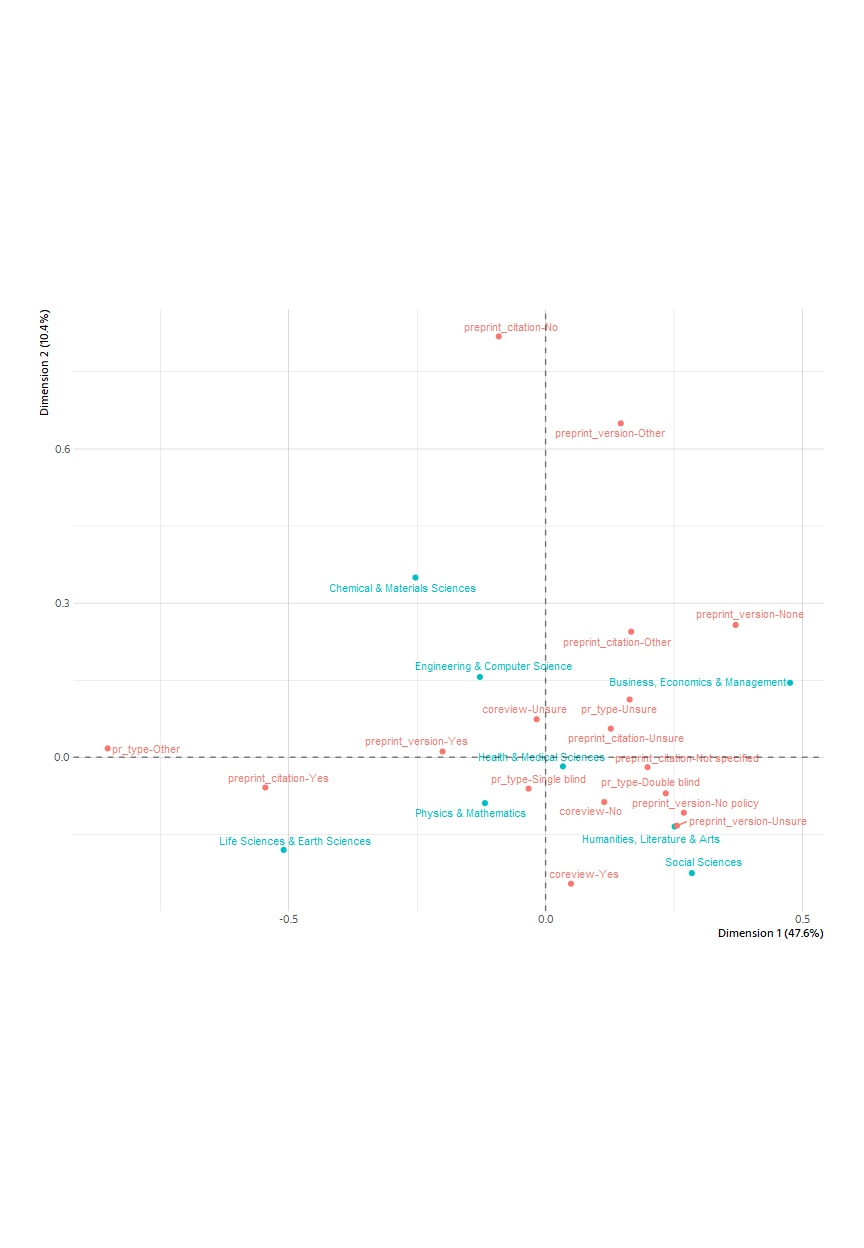 Dimension 2 (10.4%)
preprint_citation-No
preprint_version-Other
0.6
Chemical & Materials Sciences
0.3
preprint_version-None
preprint_citation-Other
Engineering & Computer Science
Business, Economics & Management
coreview-Unsure
pr_type-Unsure
preprint_citation-Unsure
preprint_version-Yes
pr_type-Other
0.0
Health & Medical Sciences
preprint_citation-Not specified
preprint_citation-Yes
pr_type-Single blind
pr_type-Double blind
preprint_version-No policy
Physics & Mathematics
coreview-No
preprint_version-Unsure
Life Sciences & Earth Sciences
Humanities, Literature & Arts
Social Sciences
coreview-Yes
-0.5
0.0
0.5
Dimension 1 (47.6%)